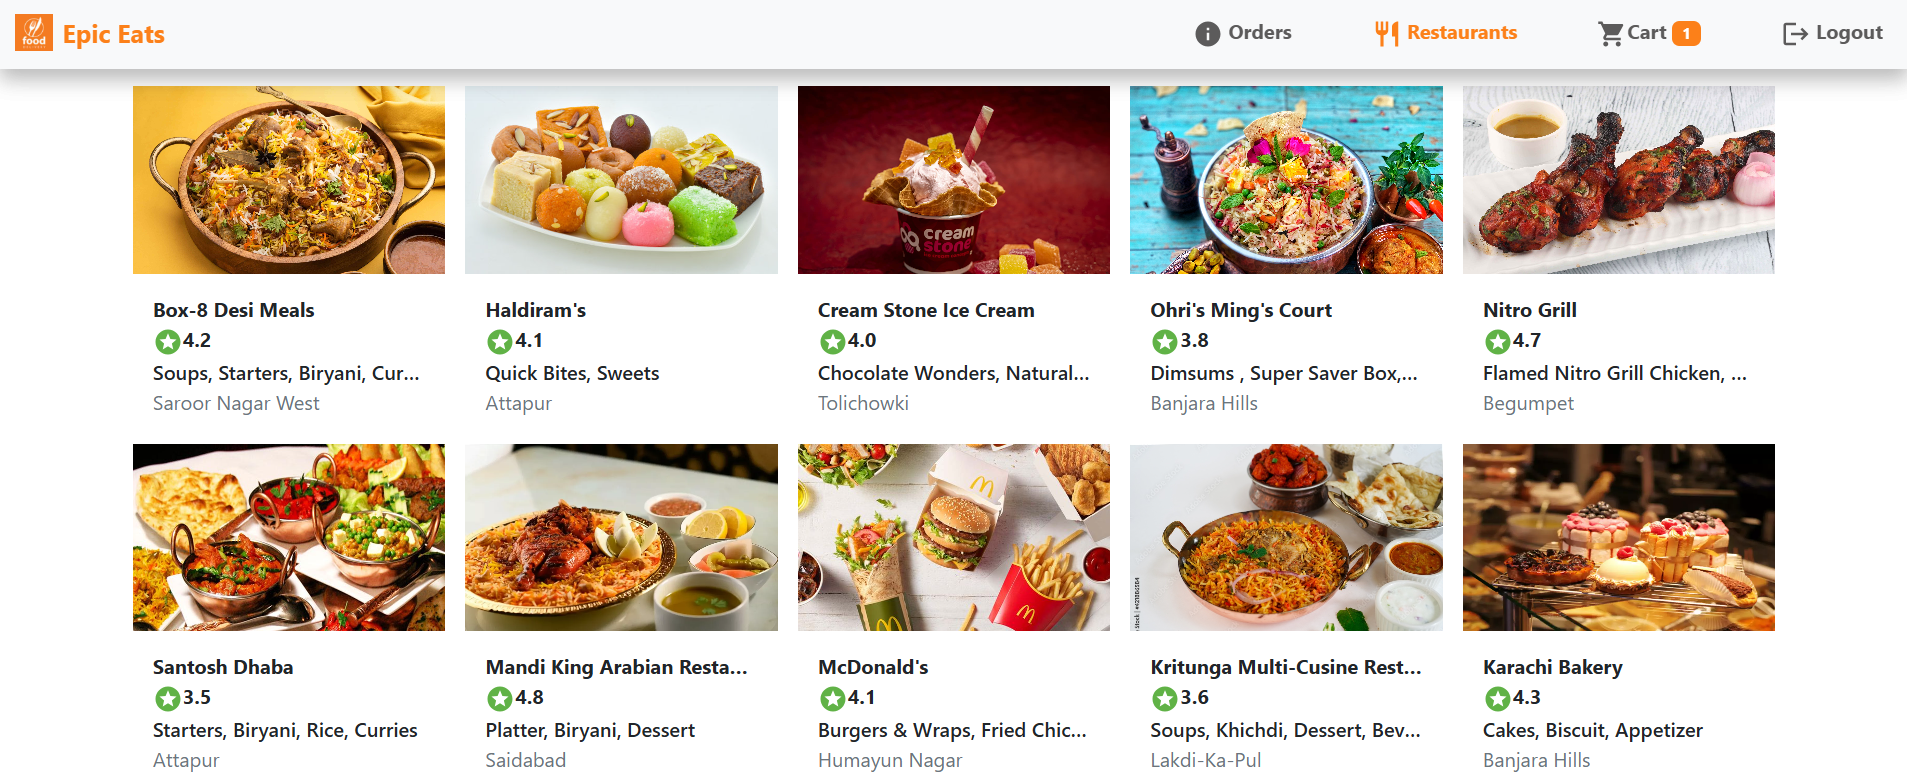 food
Epic Eats
Orders
Restaurants
Cart 1
Logout
cream
stone
Box-8 Desi Meals
4.2
Soups, Starters, Biryani, Cur...
Saroor Nagar West
Haldiram's
4.1
Quick Bites, Sweets
Attapur
Cream Stone Ice Cream
4.0
Chocolate Wonders, Natural...
Tolichowki
Ohri's Ming's Court
3.8
Dimsums , Super Saver Box,...
Banjara Hills
Nitro Grill
4.7
Flamed Nitro Grill Chicken, ...
Begumpet
Santosh Dhaba
3.5
Starters, Biryani, Rice, Curries
Attapur
Mandi King Arabian Resta...
4.8
Platter, Biryani, Dessert
Saidabad
McDonald's
4.1
Burgers & Wraps, Fried Chic...
Humayun Nagar
Kritunga Multi-Cusine Rest...
3.6
Soups, Khichdi, Dessert, Bev...
Lakdi-Ka-Pul
Karachi Bakery
4.3
Cakes, Biscuit, Appetizer
Banjara Hills